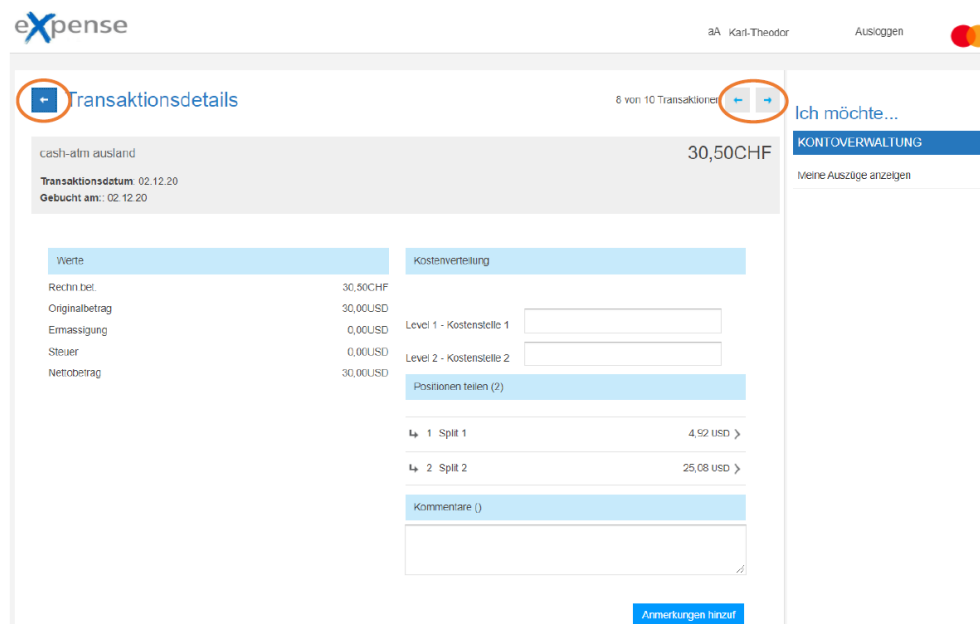 eXpense
aA Karl-Theodor Ausloggen
Transaktionsdetails
8 von 10 Transaktionen
cash-atm ausland 30,50CHF
Transaktionsdatum: 02.12.20
Gebucht am:: 02.12.20
Werte
Rechn bet. 30,50CHF
Originalbetrag 30,00USD
Ermassigung 0,00USD
Steuer 0,00USD
Nettobetrag 30,00USD
Kostenverteilung
Level 1 - Kostenstelle 1
Level 2 - Kostenstelle 2
Positionen teilen (2)
1 Split 1 4,92 USD
2 Split 2 25,08 USD
Kommentare ()
Anmerkungen hinzuf
Ich möchte...
KONTOVERWALTUNG
Meine Auszüge anzeigen